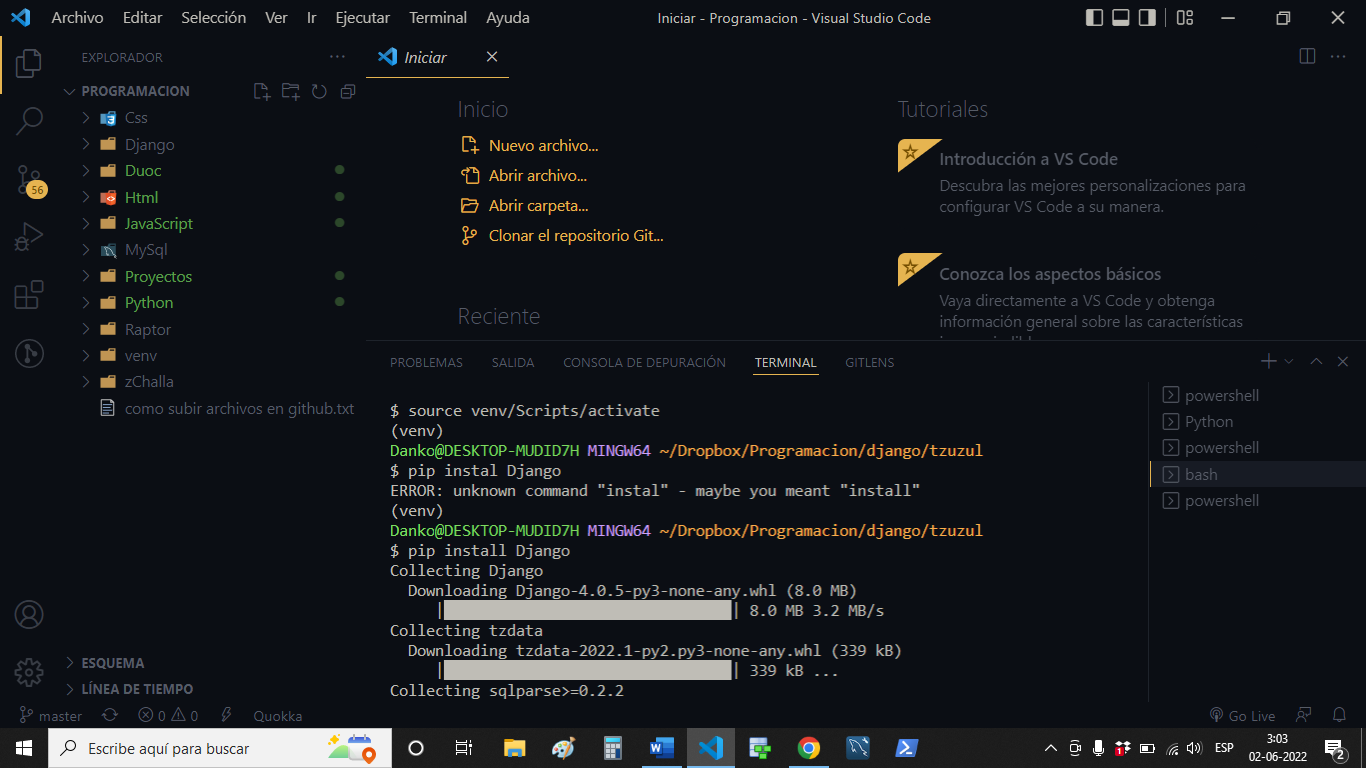 Archivo Editar Selección Ver Ir Ejecutar Terminal Ayuda
Iniciar - Programacion - Visual Studio Code
EXPLORADOR
PROGRAMACION
Css
Django
Duoc
Html
JavaScript
MySql
Proyectos
Python
Raptor
venv
zChalla
como subir archivos en github.txt
56
ESQUEMA
LÍNEA DE TIEMPO
Iniciar
Inicio
Nuevo archivo...
Abrir archivo...
Abrir carpeta...
Clonar el repositorio Git...
Reciente
Tutoriales
Introducción a VS Code
Descubra las mejores personalizaciones para
configurar VS Code a su manera.
Conozca los aspectos básicos
Vaya directamente a VS Code y obtenga
información general sobre las características
PROBLEMAS SALIDA CONSOLA DE DEPURACIÓN TERMINAL GITLENS
$ source venv/Scripts/activate
(venv)
Danko@DESKTOP-MUDID7H MINGW64 ~/Dropbox/Programacion/django/tzuzul
$ pip instal Django
ERROR: unknown command "instal" - maybe you meant "install"
(venv)
Danko@DESKTOP-MUDID7H MINGW64 ~/Dropbox/Programacion/django/tzuzul
$ pip install Django
Collecting Django
Downloading Django-4.0.5-py3-none-any.whl (8.0 MB)
| | 8.0 MB 3.2 MB/s
Collecting tzdata
Downloading tzdata-2022.1-py2.py3-none-any.whl (339 kB)
| | 339 kB ...
Collecting sqlparse>=0.2.2
powershell
Python
powershell
bash
powershell
master 0 0 Quokka
Go Live
Escribe aquí para buscar
ESP
3:03
02-06-2022
2